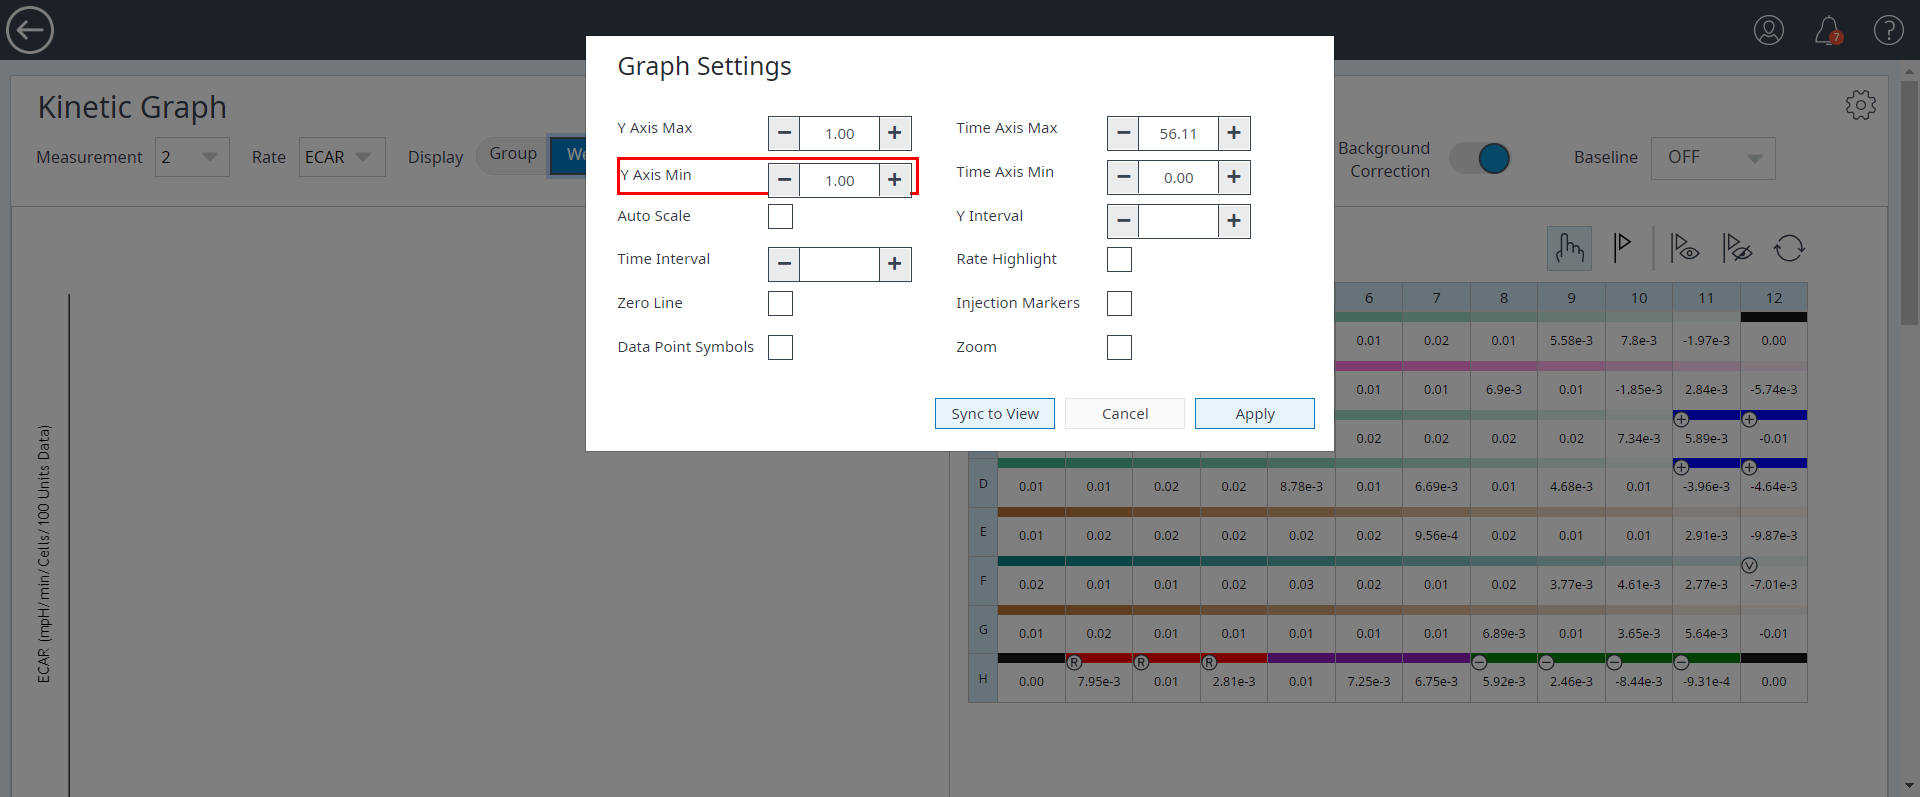 7
Graph Settings
Kinetic Graph
Measurement 2 Rate ECAR Display Group We
Background Correction
Baseline OFF
Y Axis Max 1.00 Time Axis Max 56.11
Y Axis Min 1.00 Time Axis Min 0.00
Auto Scale Y Interval
Time Interval Rate Highlight
Zero Line Injection Markers
Data Point Symbols Zoom
Sync to View Cancel Apply
ECAR (mpH/min/Cells/100 Units Data)
6 7 8 9 10 11 12
0.01 0.02 0.01 5.58e-3 7.8e-3 -1.97e-3 0.00
0.01 0.01 6.9e-3 0.01 -1.85e-3 2.84e-3 -5.74e-3
0.02 0.02 0.02 0.02 7.34e-3 5.89e-3 -0.01
D 0.01 0.01 0.02 0.02 8.78e-3 0.01 6.69e-3 0.01 4.68e-3 0.01 -3.96e-3 -4.64e-3
E 0.01 0.02 0.02 0.02 0.02 0.02 9.56e-4 0.02 0.01 0.01 2.91e-3 -9.87e-3
V
F 0.02 0.01 0.01 0.02 0.03 0.02 0.01 0.02 3.77e-3 4.61e-3 2.77e-3 -7.01e-3
G 0.01 0.02 0.01 0.01 0.01 0.01 0.01 6.89e-3 0.01 3.65e-3 5.64e-3 -0.01
R R R
H 0.00 7.95e-3 0.01 2.81e-3 0.01 7.25e-3 6.75e-3 5.92e-3 2.46e-3 -8.44e-3 -9.31e-4 0.00